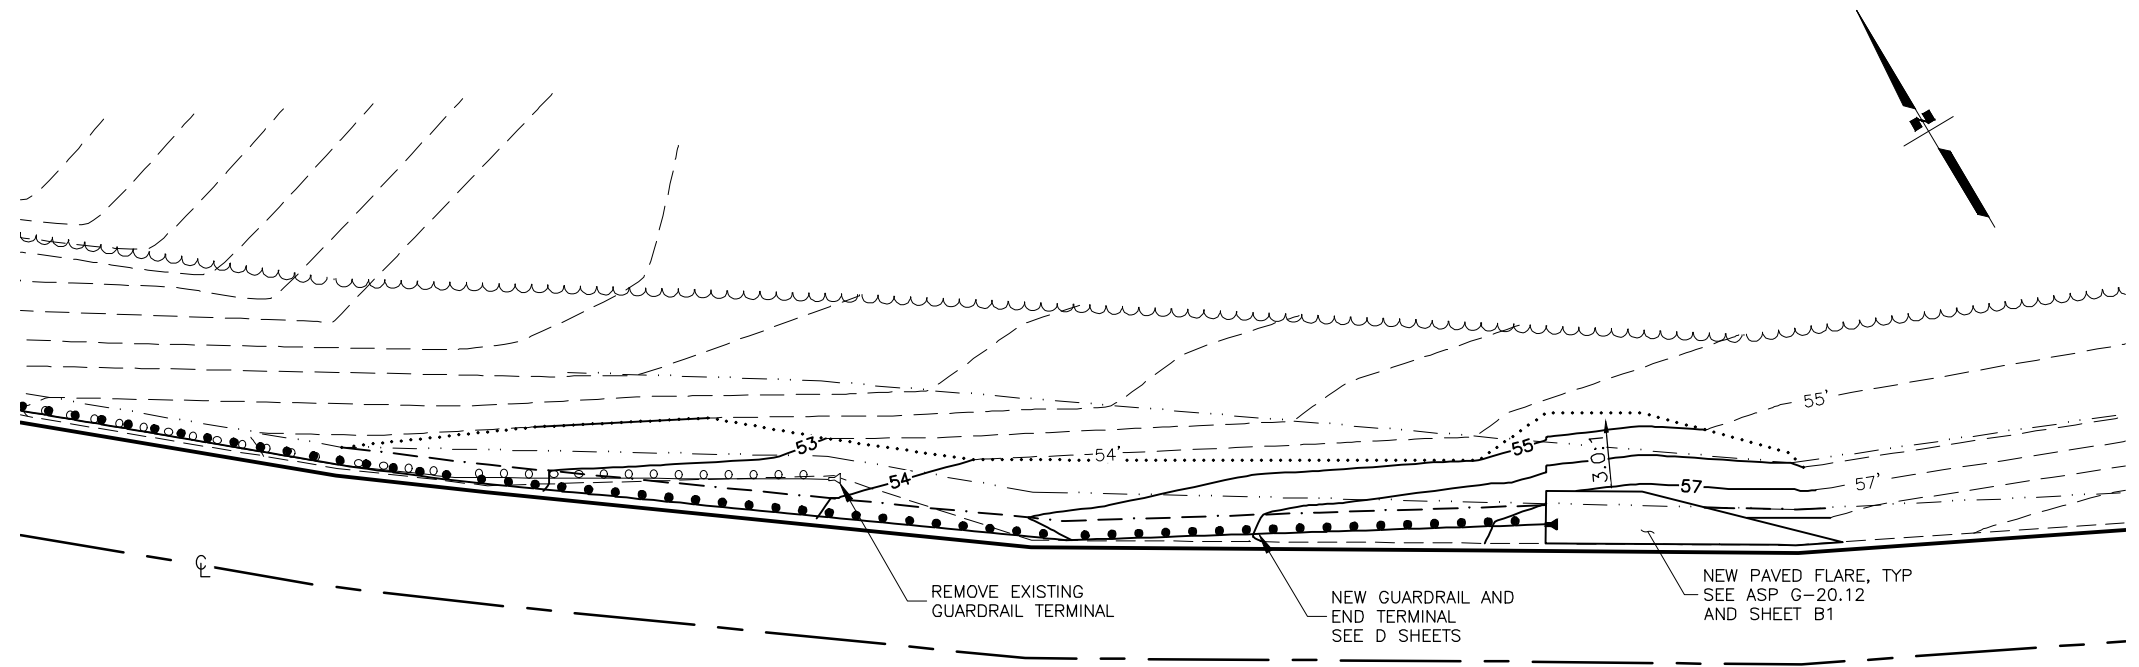 N
55'
53
54'
55
3.0:1
54
57
57'
CL
REMOVE EXISTING
GUARDRAIL TERMINAL
NEW GUARDRAIL AND
END TERMINAL
SEE D SHEETS
NEW PAVED FLARE, TYP
SEE ASP G-20.12
AND SHEET B1